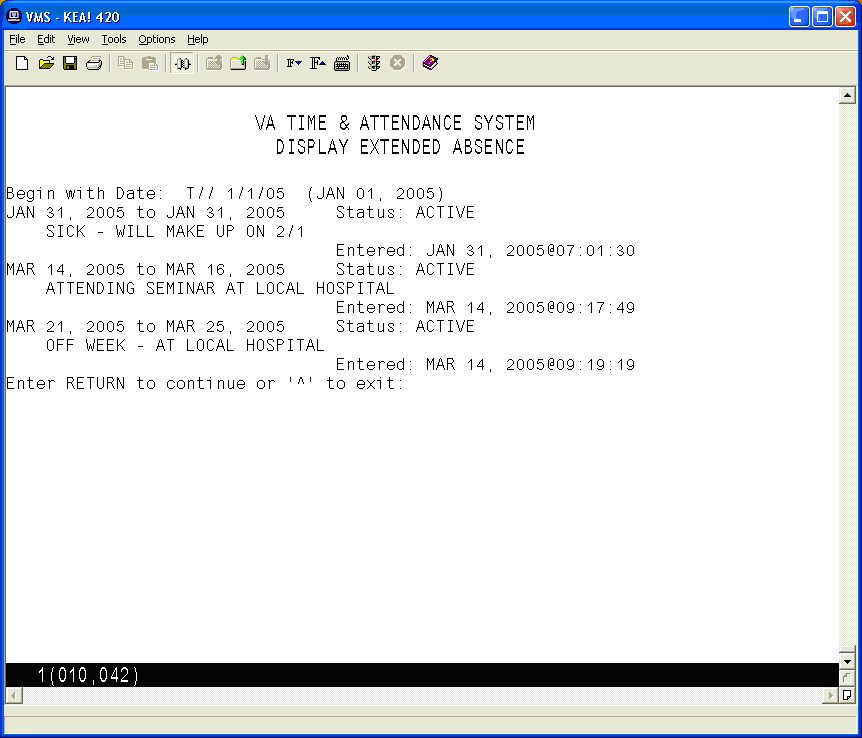 VMS - KEA! 420
File Edit View Tools Options Help
VA TIME & ATTENDANCE SYSTEM
DISPLAY EXTENDED ABSENCE
Begin with Date: T// 1/1/05 (JAN 01, 2005)
JAN 31, 2005 to JAN 31, 2005 Status: ACTIVE
SICK - WILL MAKE UP ON 2/1
Entered: JAN 31, 2005@07:01:30
MAR 14, 2005 to MAR 16, 2005 Status: ACTIVE
ATTENDING SEMINAR AT LOCAL HOSPITAL
Entered: MAR 14, 2005@09:17:49
MAR 21, 2005 to MAR 25, 2005 Status: ACTIVE
OFF WEEK - AT LOCAL HOSPITAL
Entered: MAR 14, 2005@09:19:19
Enter RETURN to continue or '^' to exit:
1(010,042)